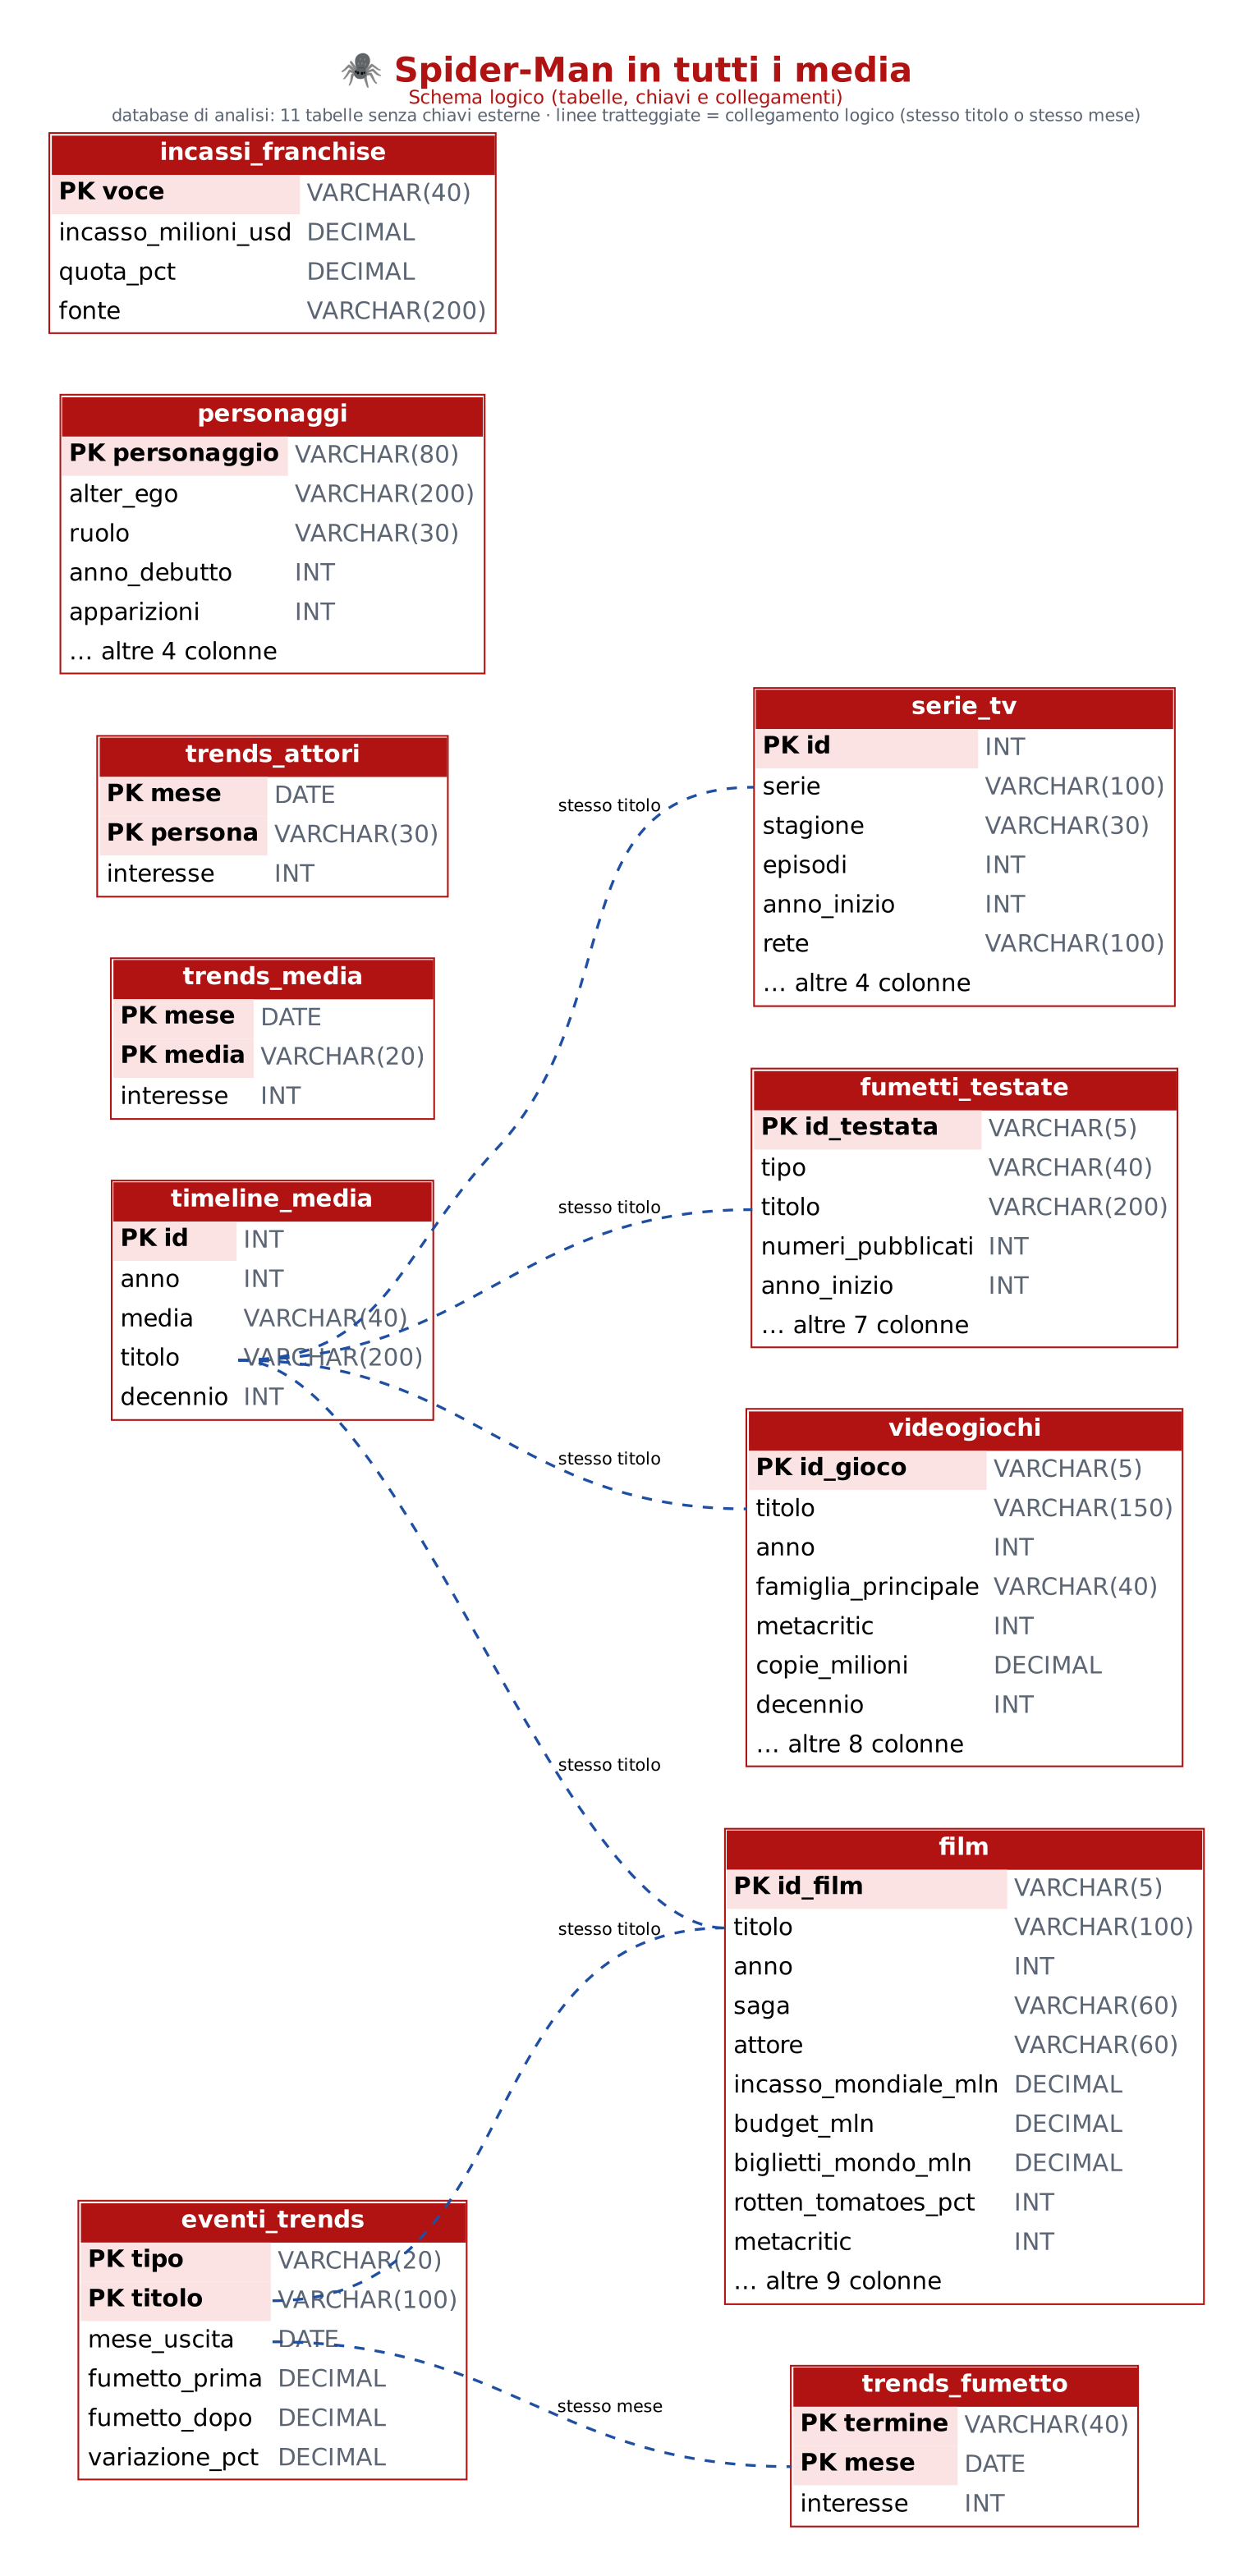 🕷 Spider-Man in tutti i media
Schema logico (tabelle, chiavi e collegamenti)
database di analisi: 11 tabelle senza chiavi esterne · linee tratteggiate = collegamento logico (stesso titolo o stesso mese)
incassi_franchise
PK voce VARCHAR(40)
incasso_milioni_usd DECIMAL
quota_pct DECIMAL
fonte VARCHAR(200)
personaggi
PK personaggio VARCHAR(80)
alter_ego VARCHAR(200)
ruolo VARCHAR(30)
anno_debutto INT
apparizioni INT
... altre 4 colonne
trends_attori
PK mese DATE
PK persona VARCHAR(30)
interesse INT
trends_media
PK mese DATE
PK media VARCHAR(20)
interesse INT
timeline_media
PK id INT
anno INT
media VARCHAR(40)
titolo VARCHAR(200)
decennio INT
stesso titolo
stesso titolo
stesso titolo
stesso titolo
stesso titolo
stesso mese
serie_tv
PK id INT
serie VARCHAR(100)
stagione VARCHAR(30)
episodi INT
anno_inizio INT
rete VARCHAR(100)
... altre 4 colonne
fumetti_testate
PK id_testata VARCHAR(5)
tipo VARCHAR(40)
titolo VARCHAR(200)
numeri_pubblicati INT
anno_inizio INT
... altre 7 colonne
videogiochi
PK id_gioco VARCHAR(5)
titolo VARCHAR(150)
anno INT
famiglia_principale VARCHAR(40)
metacritic INT
copie_milioni DECIMAL
decennio INT
... altre 8 colonne
film
PK id_film VARCHAR(5)
titolo VARCHAR(100)
anno INT
saga VARCHAR(60)
attore VARCHAR(60)
incasso_mondiale_mln DECIMAL
budget_mln DECIMAL
biglietti_mondo_mln DECIMAL
rotten_tomatoes_pct INT
metacritic INT
... altre 9 colonne
eventi_trends
PK tipo VARCHAR(20)
PK titolo VARCHAR(100)
mese_uscita DATE
fumetto_prima DECIMAL
fumetto_dopo DECIMAL
variazione_pct DECIMAL
trends_fumetto
PK termine VARCHAR(40)
PK mese DATE
interesse INT